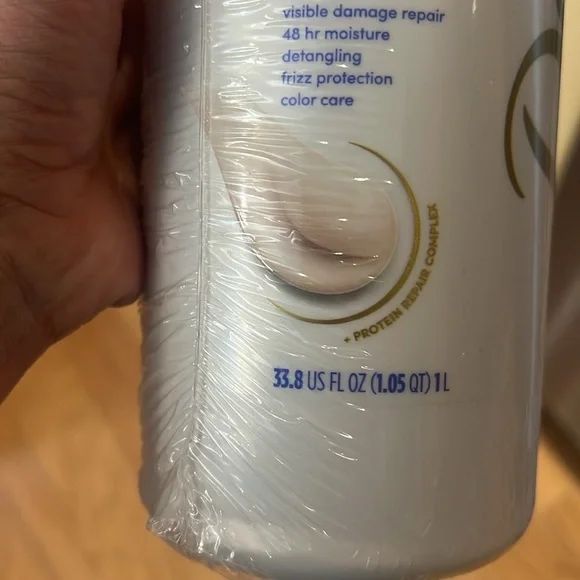 visible damage repair
48 hr moisture
detangling
frizz protection
color care
+ PROTEIN REPAIR COMPLEX
33.8 US FL OZ (1.05 QT) 1 L